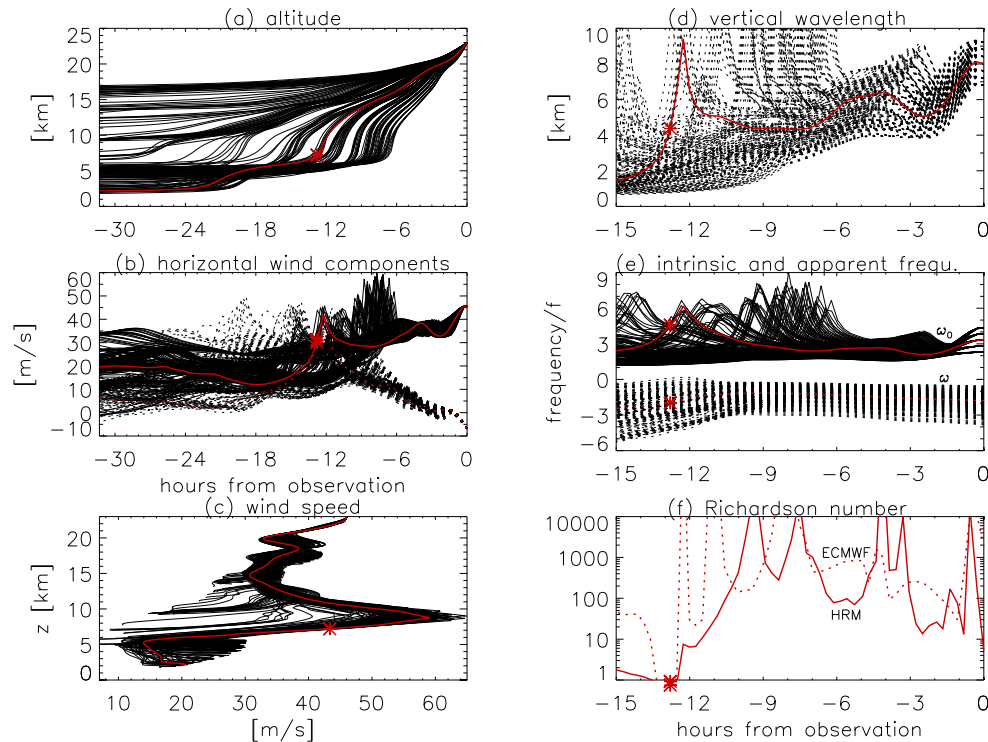 (a) altitude
[km]
25
20
15
10
5
0
−30 −24 −18 −12 −6 0
(d) vertical wavelength
[km]
10
8
6
4
2
0
−15 −12 −9 −6 −3 0
(b) horizontal wind components
[m/s]
60
50
40
30
20
10
0
−10
−30 −24 −18 −12 −6 0
hours from observation
(e) intrinsic and apparent frequ.
frequency/f
9
6
3
0
−3
−6
ω₀
ω
−15 −12 −9 −6 −3 0
(c) wind speed
z [km]
20
15
10
5
0
10 20 30 40 50 60
[m/s]
(f) Richardson number
10000
1000
100
10
1
ECMWF
HRM
−15 −12 −9 −6 −3 0
hours from observation